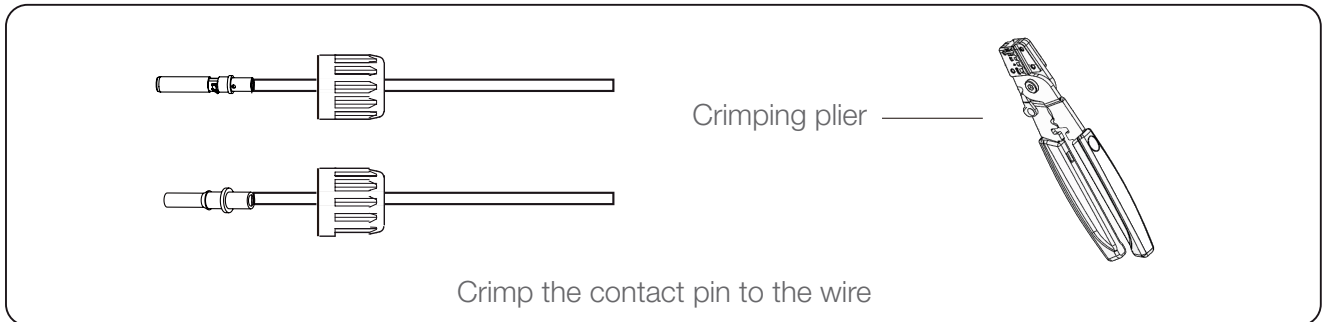 Crimping plier
Crimp the contact pin to the wire